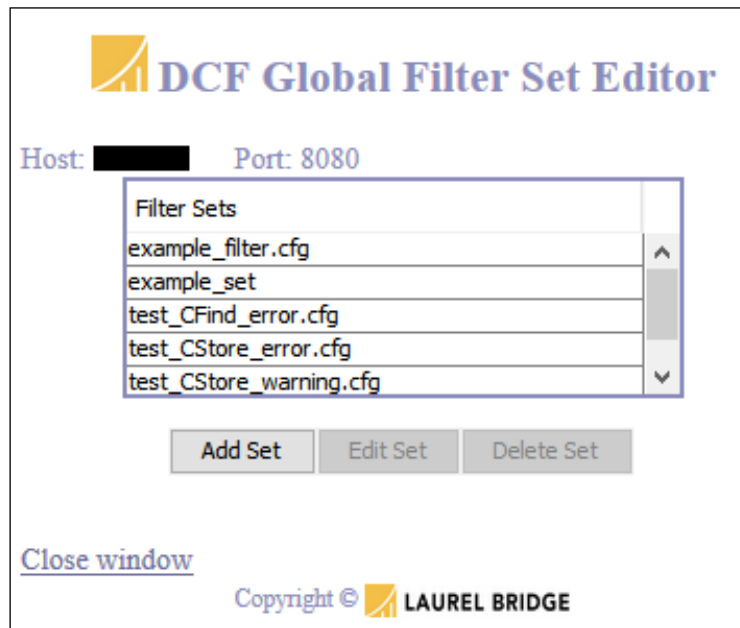 DCF Global Filter Set Editor
Host: Port: 8080
Filter Sets
example_filter.cfg
example_set
test_CFind_error.cfg
test_CStore_error.cfg
test_CStore_warning.cfg
Add Set Edit Set Delete Set
Close window
Copyright © LAUREL BRIDGE